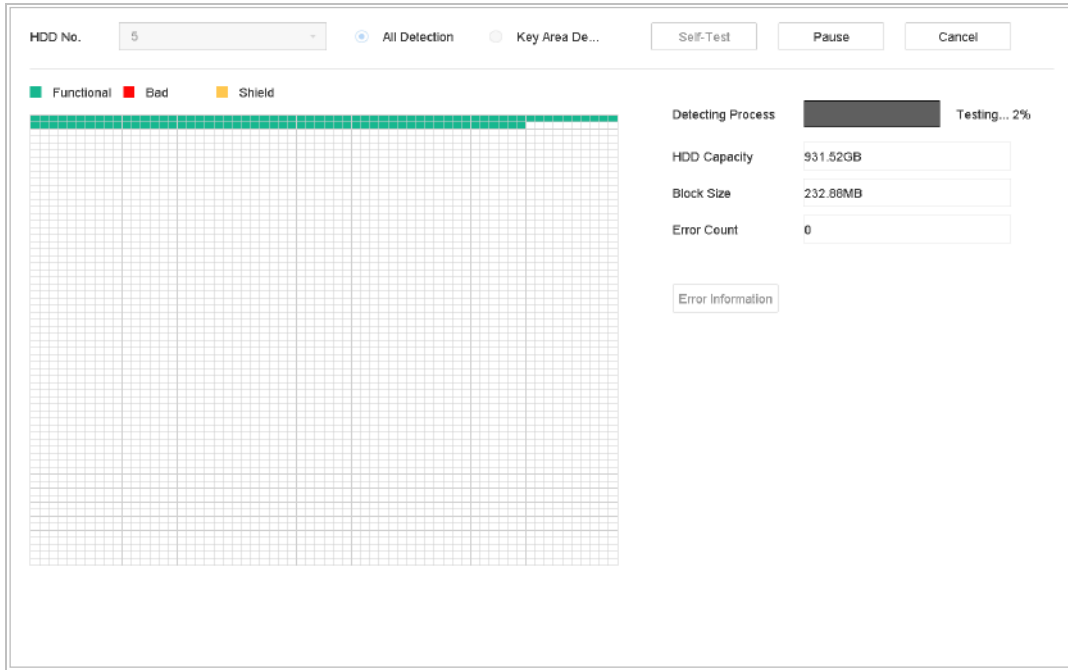 HDD No. 5 All Detection Key Area De... Self-Test Pause Cancel
Functional Bad Shield
Detecting Process Testing... 2%
HDD Capacity 931.52GB
Block Size 232.88MB
Error Count 0
Error Information